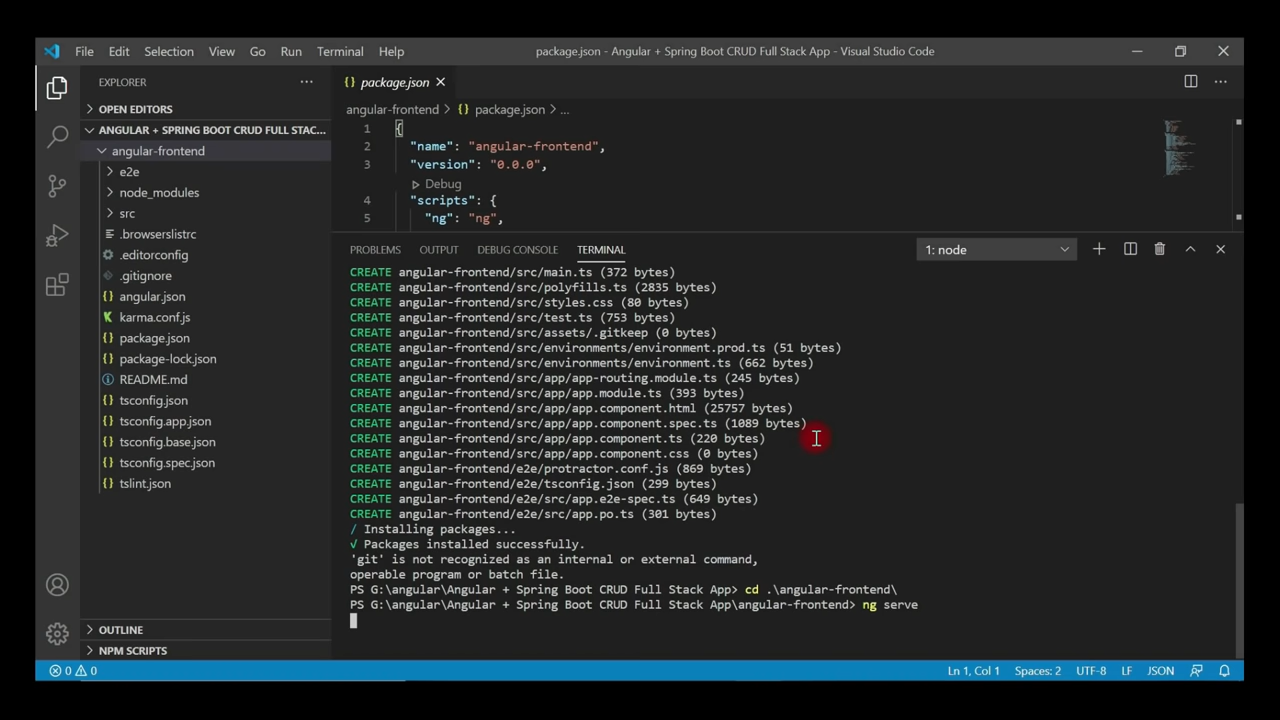 File Edit Selection View Go Run Terminal Help
package.json - Angular + Spring Boot CRUD Full Stack App - Visual Studio Code
EXPLORER
OPEN EDITORS
ANGULAR + SPRING BOOT CRUD FULL STAC...
angular-frontend
e2e
node_modules
src
.browserslistrc
.editorconfig
.gitignore
angular.json
karma.conf.js
package.json
package-lock.json
README.md
tsconfig.json
tsconfig.app.json
tsconfig.base.json
tsconfig.spec.json
tslint.json
OUTLINE
NPM SCRIPTS
package.json
angular-frontend > {} package.json > ...
1 {
2 "name": "angular-frontend",
3 "version": "0.0.0",
Debug
4 "scripts": {
5 "ng": "ng",
PROBLEMS OUTPUT DEBUG CONSOLE TERMINAL 1: node
CREATE angular-frontend/src/main.ts (372 bytes)
CREATE angular-frontend/src/polyfills.ts (2835 bytes)
CREATE angular-frontend/src/styles.css (80 bytes)
CREATE angular-frontend/src/test.ts (753 bytes)
CREATE angular-frontend/src/assets/.gitkeep (0 bytes)
CREATE angular-frontend/src/environments/environment.prod.ts (51 bytes)
CREATE angular-frontend/src/environments/environment.ts (662 bytes)
CREATE angular-frontend/src/app/app-routing.module.ts (245 bytes)
CREATE angular-frontend/src/app/app.module.ts (393 bytes)
CREATE angular-frontend/src/app/app.component.html (25757 bytes)
CREATE angular-frontend/src/app/app.component.spec.ts (1089 bytes)
CREATE angular-frontend/src/app/app.component.ts (220 bytes)
CREATE angular-frontend/src/app/app.component.css (0 bytes)
CREATE angular-frontend/e2e/protractor.conf.js (869 bytes)
CREATE angular-frontend/e2e/tsconfig.json (299 bytes)
CREATE angular-frontend/e2e/src/app.e2e-spec.ts (649 bytes)
CREATE angular-frontend/e2e/src/app.po.ts (301 bytes)
/ Installing packages...
√ Packages installed successfully.
'git' is not recognized as an internal or external command,
operable program or batch file.
PS G:\angular\Angular + Spring Boot CRUD Full Stack App> cd .\angular-frontend\
PS G:\angular\Angular + Spring Boot CRUD Full Stack App\angular-frontend> ng serve
0 0 Ln 1, Col 1 Spaces: 2 UTF-8 LF JSON